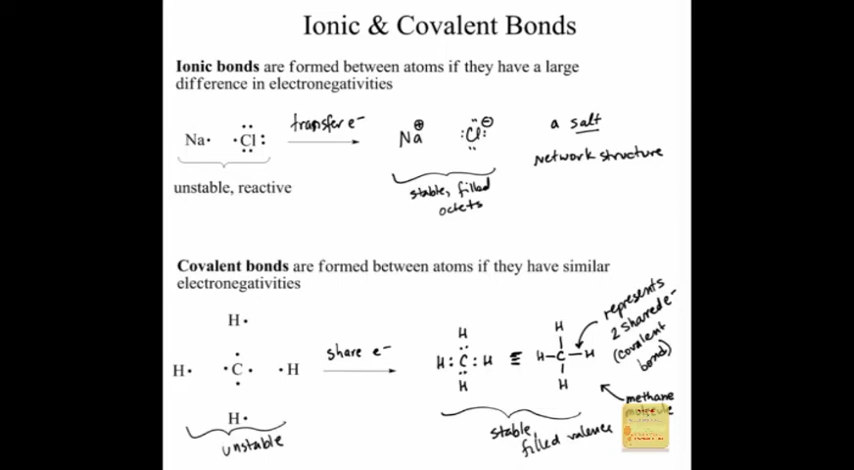 Ionic & Covalent Bonds
Ionic bonds are formed between atoms if they have a large
difference in electronegativities
Na· ·Cl: transfer e- Na⊕ :Cl:⊖ a salt
Network structure
unstable, reactive
stable, filled
octets
Covalent bonds are formed between atoms if they have similar
electronegativities
H·
H· ·C· ·H
H·
unstable
share e-
H
H:C:H
H
≡
H
H-C-H
H
represents
2 shared e-
(covalent
bond)
methane
stable,
filled valence